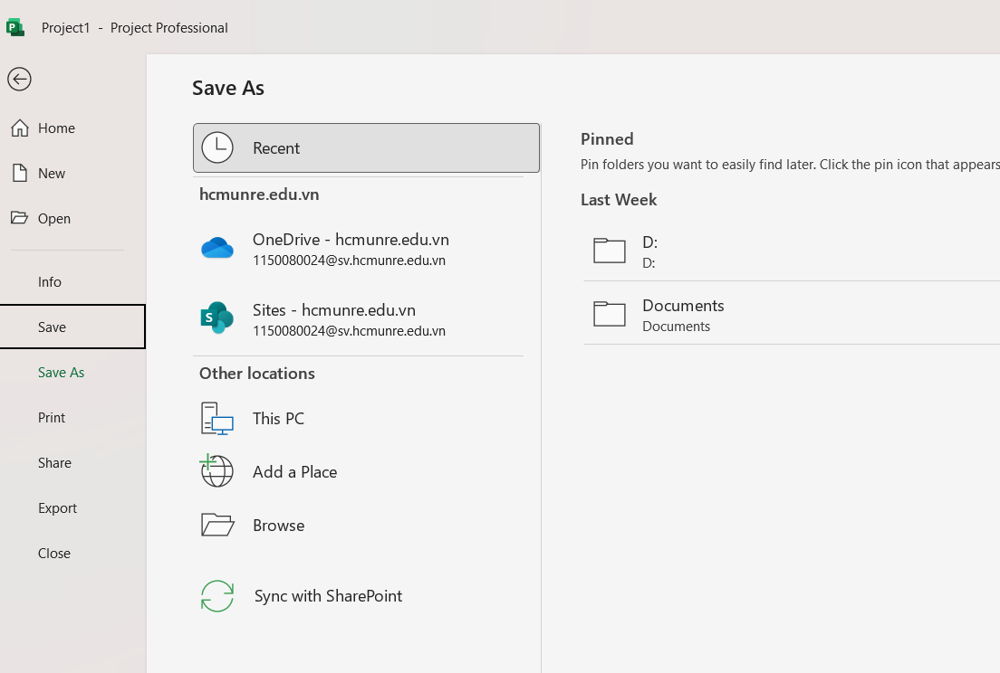 Project1 - Project Professional
Home
New
Open
Info
Save
Save As
Print
Share
Export
Close
Save As
Recent
hcmunre.edu.vn
OneDrive - hcmunre.edu.vn
1150080024@sv.hcmunre.edu.vn
Sites - hcmunre.edu.vn
1150080024@sv.hcmunre.edu.vn
Other locations
This PC
Add a Place
Browse
Sync with SharePoint
Pinned
Pin folders you want to easily find later. Click the pin icon that appears
Last Week
D:
D:
Documents
Documents